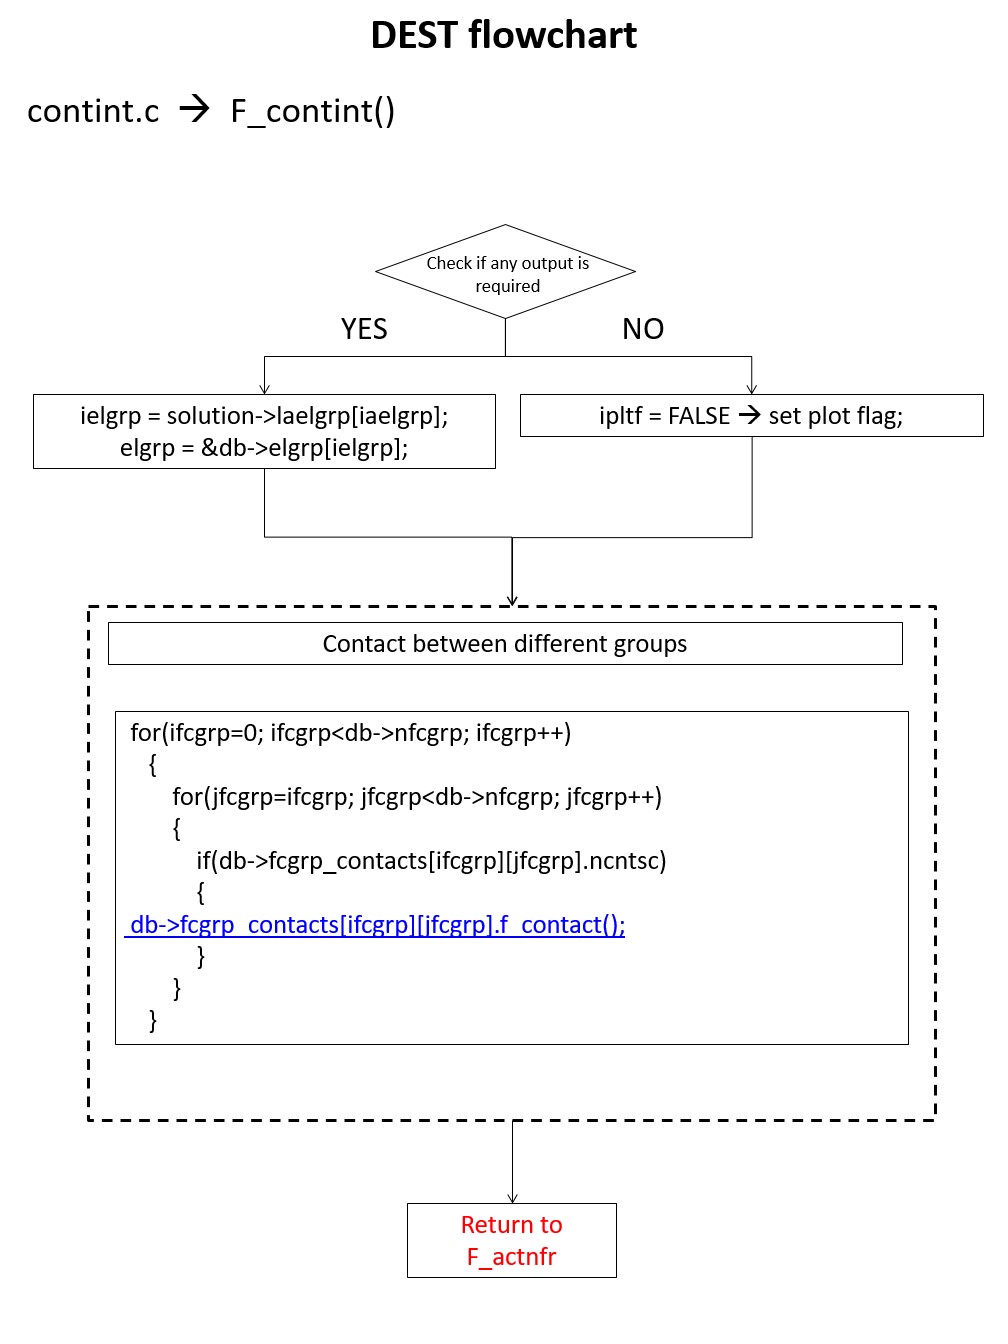 DEST flowchart
contint.c → F_contint()
Check if any output is
required
YES
NO
ielgrp = solution->laelgrp[iaelgrp];
elgrp = &db->elgrp[ielgrp];
ipltf = FALSE → set plot flag;
Contact between different groups
for(ifcgrp=0; ifcgrp<db->nfcgrp; ifcgrp++)
{
for(jfcgrp=ifcgrp; jfcgrp<db->nfcgrp; jfcgrp++)
{
if(db->fcgrp_contacts[ifcgrp][jfcgrp].ncntsc)
{
db->fcgrp_contacts[ifcgrp][jfcgrp].f_contact();
}
}
}
Return to
F_actnfr